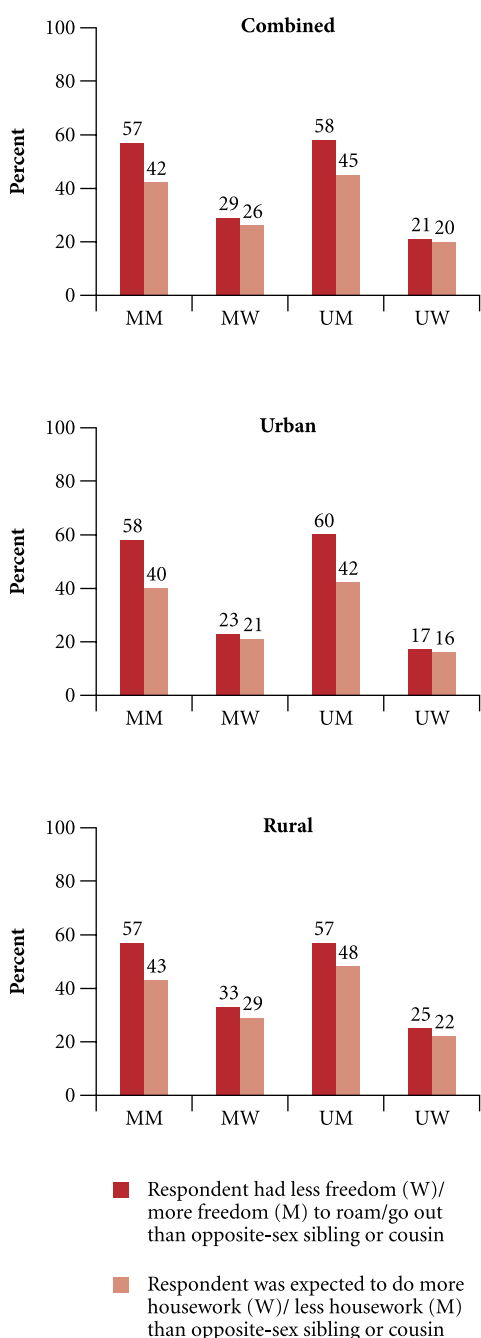 Combined
Percent
100
80
60
40
20
0
57
42
29 26
58
45
21 20
MM MW UM UW
Urban
Percent
100
80
60
40
20
0
58
40
23 21
60
42
17 16
MM MW UM UW
Rural
Percent
100
80
60
40
20
0
57
43
33
29
57
48
25 22
MM MW UM UW
Respondent had less freedom (W)/
more freedom (M) to roam/go out
than opposite-sex sibling or cousin
Respondent was expected to do more
housework (W)/ less housework (M)
than opposite-sex sibling or cousin